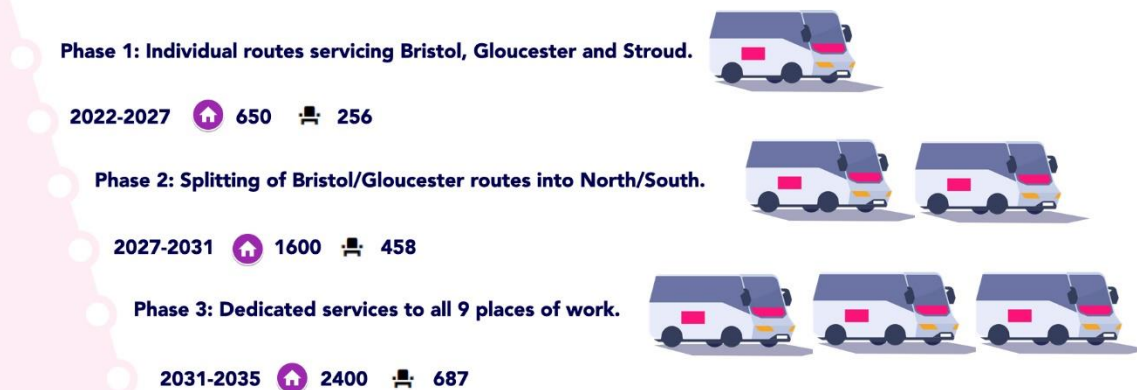 Phase 1: Individual routes servicing Bristol, Gloucester and Stroud.
2022-2027 650 256
Phase 2: Splitting of Bristol/Gloucester routes into North/South.
2027-2031 1600 458
Phase 3: Dedicated services to all 9 places of work.
2031-2035 2400 687